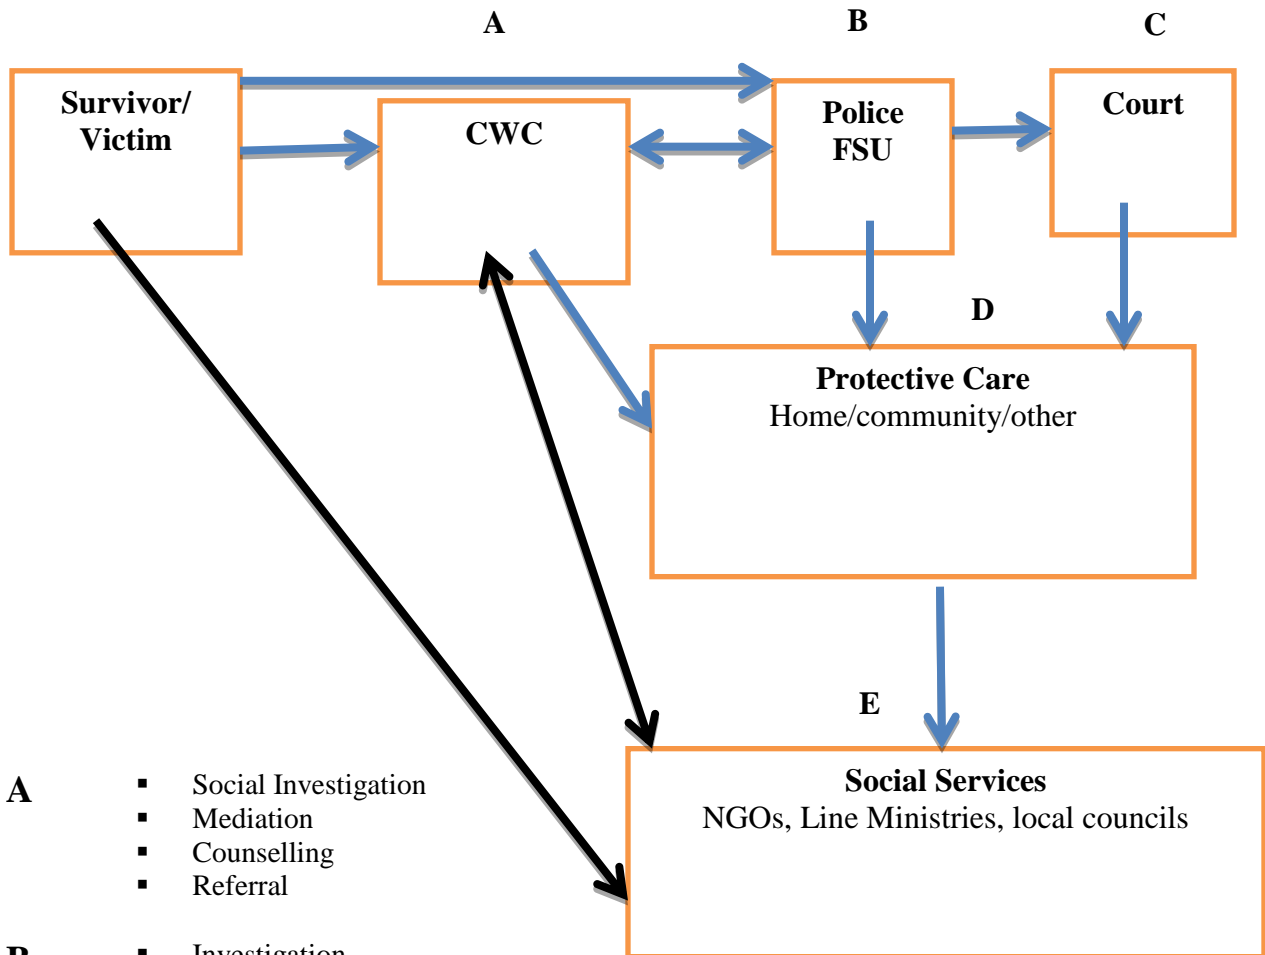 A
B
C
Survivor/
Victim
CWC
Police
FSU
Court
D
Protective Care
Home/community/other
E
Social Services
NGOs, Line Ministries, local councils
A
▪ Social Investigation
▪ Mediation
▪ Counselling
▪ Referral
B
▪ Investigation